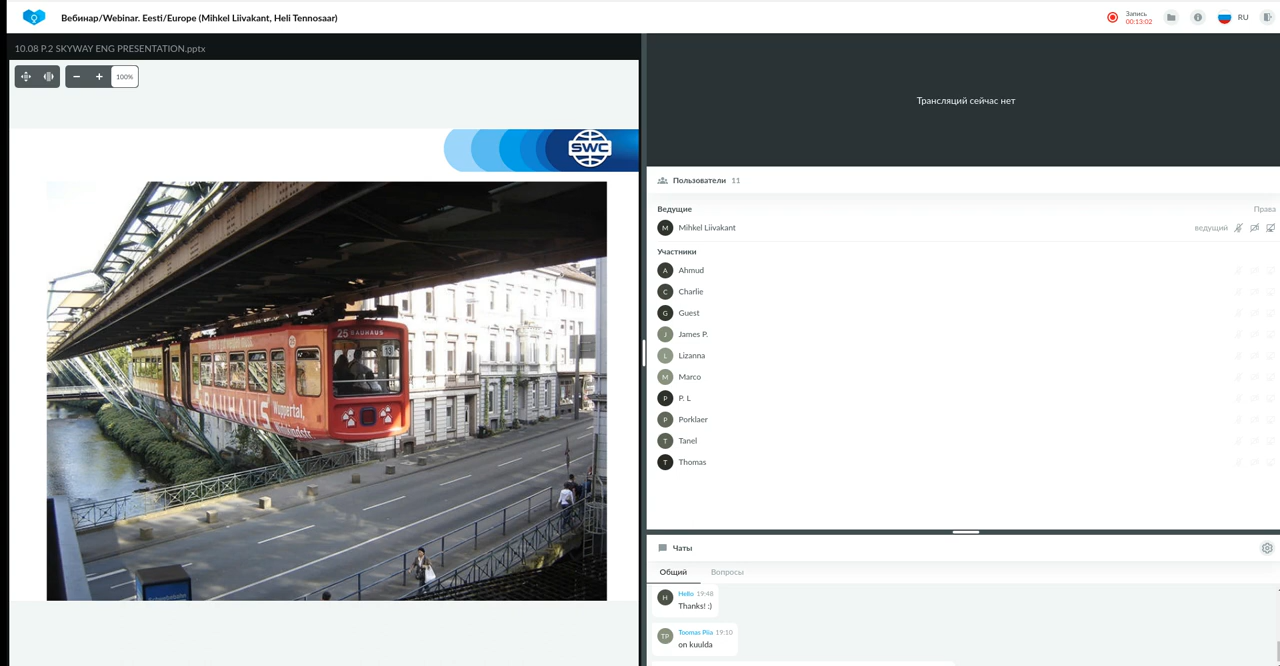 Вебинар/Webinar. Eesti/Europe (Mihkel Liivakant, Heli Tennosaar)
Запись
00:13:02
RU
10.08 P.2 SKYWAY ENG PRESENTATION.pptx
100%
SWC
25 BAUHAUS
BAUHAUS
Wuppertal,
Трансляций сейчас нет
Пользователи 11
Ведущие
Права
M Mihkel Liivakant
ведущий
Участники
A Ahmud
C Charlie
G Guest
J James P.
L Lizanna
M Marco
P P. L
P Porklaer
T Tanel
T Thomas
Чаты
Общий
Вопросы
H Hello 19:48
Thanks! :)
TP Toomas Piia 19:10
on kuulda